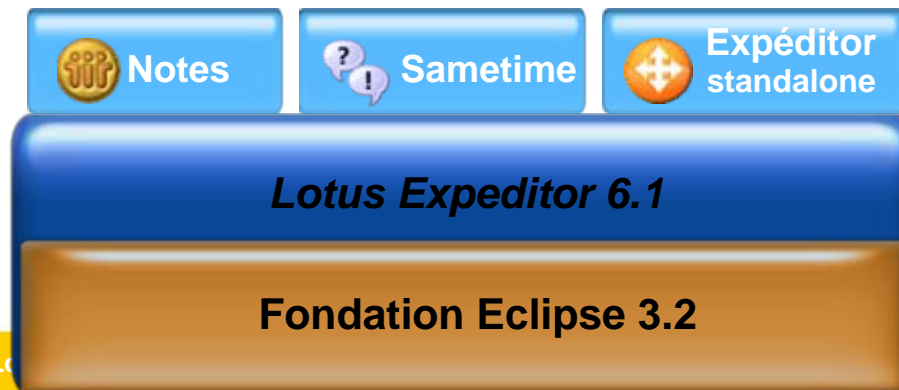 Notes
Sametime
Expéditor
standalone
Lotus Expeditor 6.1
Fondation Eclipse 3.2